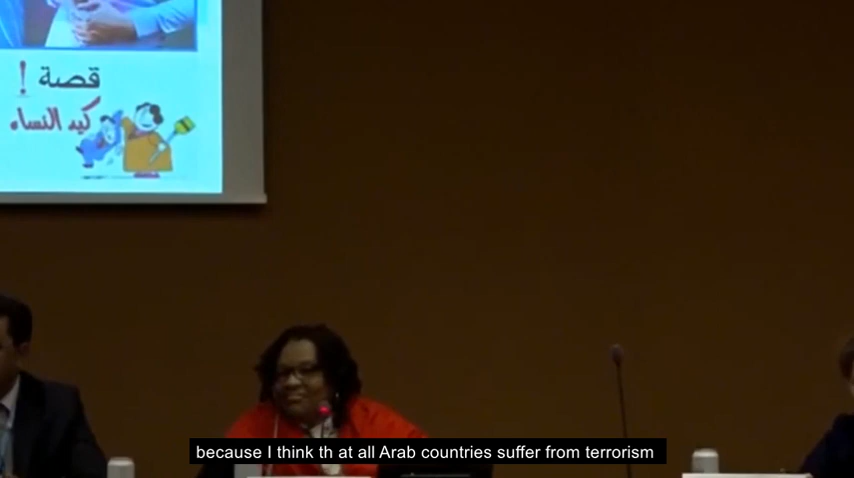 قصة !
كيد النساء
because I think th at all Arab countries suffer from terrorism